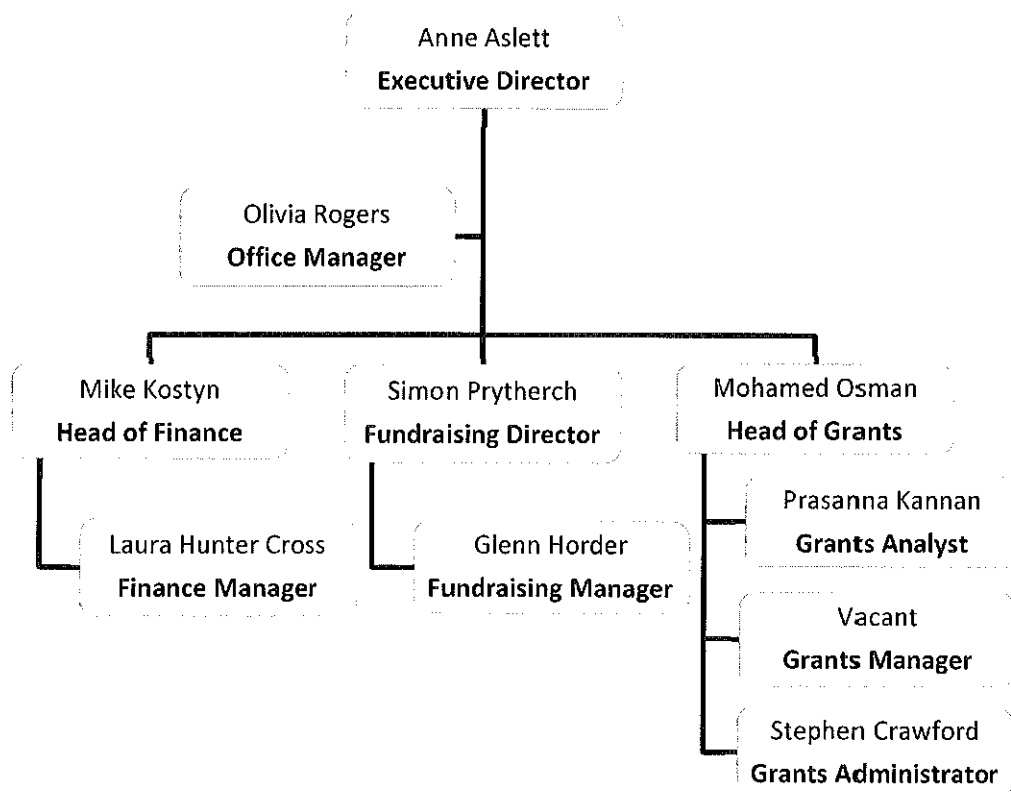 Anne Aslett
Executive Director
Olivia Rogers
Office Manager
Mike Kostyn
Head of Finance
Simon Prytherch
Fundraising Director
Mohamed Osman
Head of Grants
Laura Hunter Cross
Finance Manager
Glenn Horder
Fundraising Manager
Prasanna Kannan
Grants Analyst
Vacant
Grants Manager
Stephen Crawford
Grants Administrator